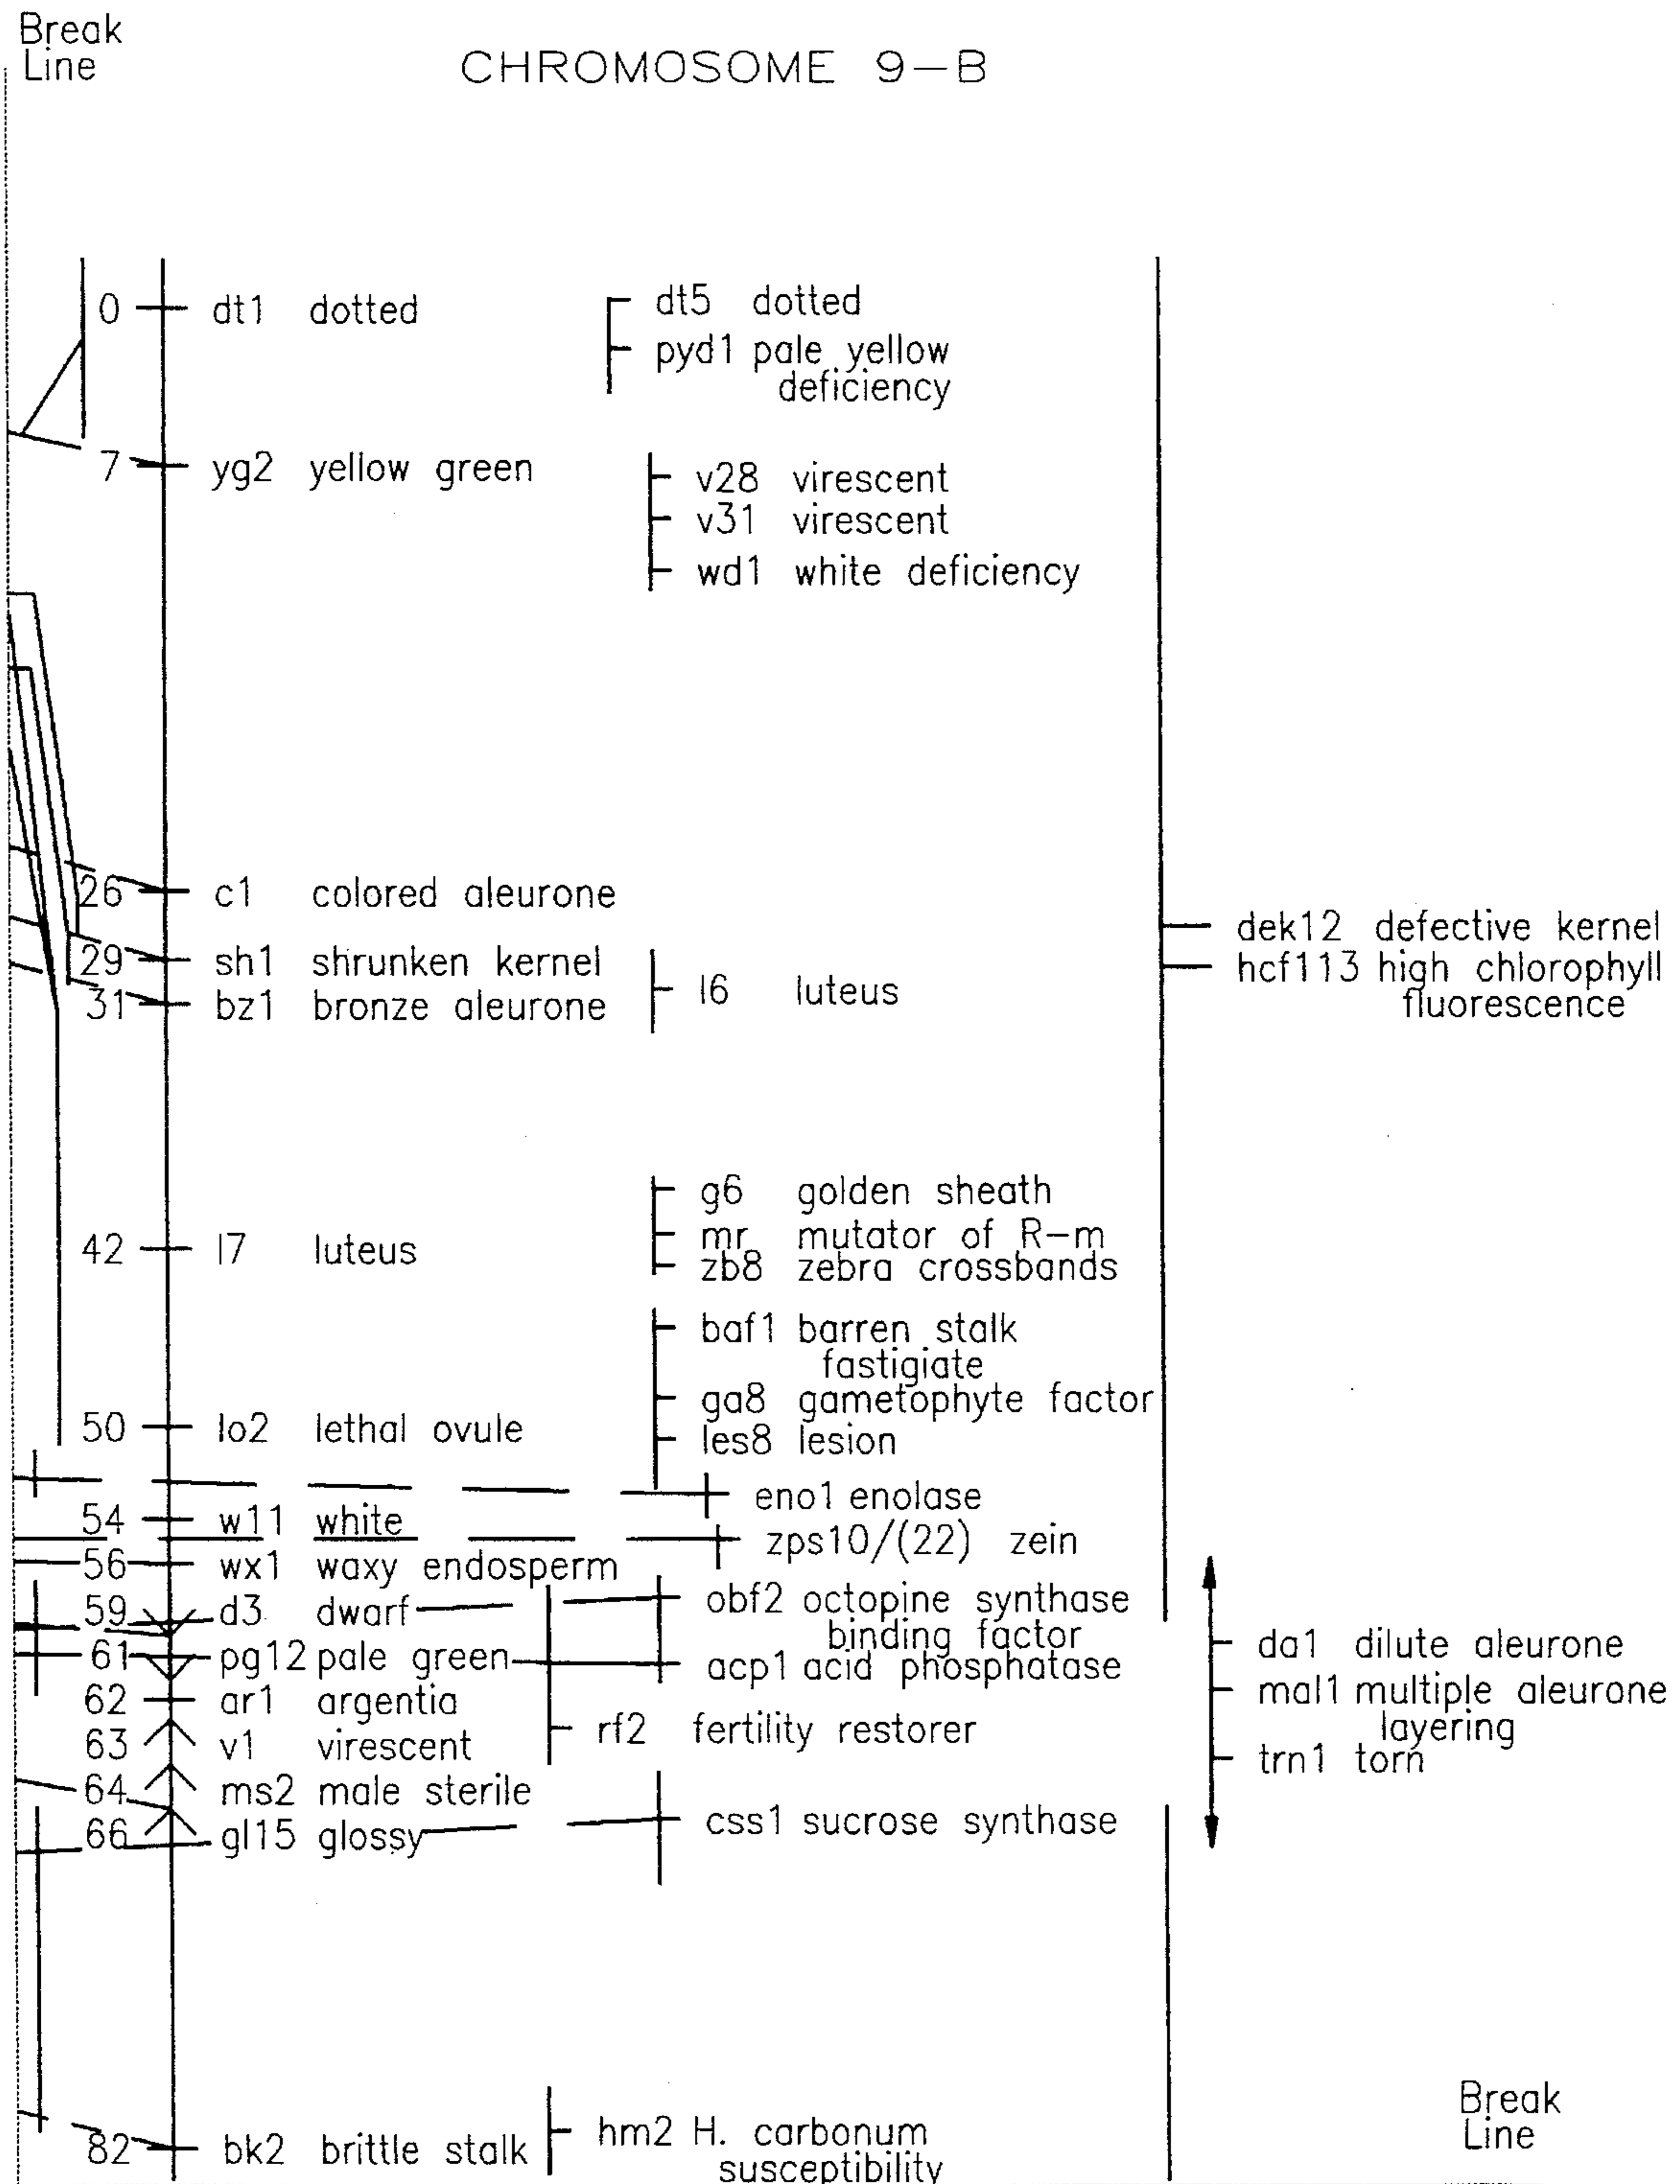 Break
Line
CHROMOSOME 9-B
0 dt1 dotted
dt5 dotted
pyd1 pale yellow
deficiency
7 yg2 yellow green
v28 virescent
v31 virescent
wd1 white deficiency
26 c1 colored aleurone
dek12 defective kernel
29 sh1 shrunken kernel
hcf113 high chlorophyll
fluorescence
31 bz1 bronze aleurone
l6 luteus
g6 golden sheath
42 l7 luteus
mr mutator of R-m
zb8 zebra crossbands
baf1 barren stalk
fastigiate
ga8 gametophyte factor
50 lo2 lethal ovule
les8 lesion
eno1 enolase
54 w11 white
zps10/(22) zein
56 wx1 waxy endosperm
59 d3 dwarf
obf2 octopine synthase
binding factor
61 pg12 pale green
acp1 acid phosphatase
da1 dilute aleurone
62 ar1 argentia
mal1 multiple aleurone
layering
63 v1 virescent
rf2 fertility restorer
trn1 torn
64 ms2 male sterile
66 gl15 glossy
css1 sucrose synthase
82 bk2 brittle stalk
hm2 H. carbonum
susceptibility
Break
Line